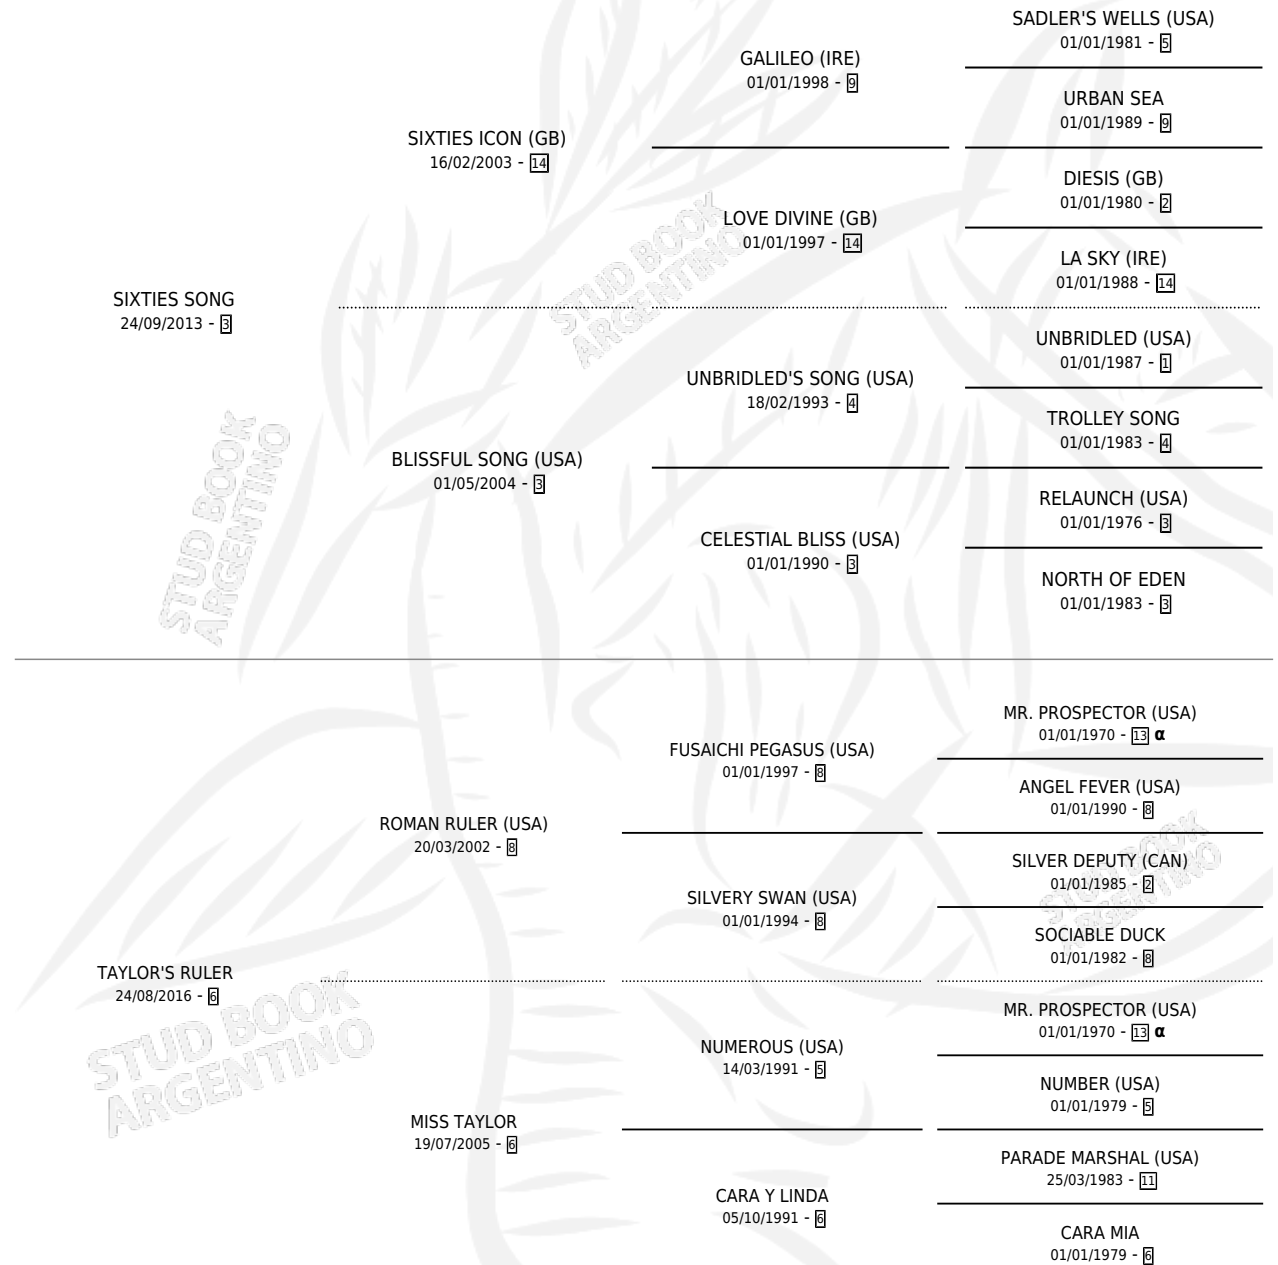 SADLER'S WELLS (USA)
01/01/1981 - 5
GALILEO (IRE)
01/01/1998 - 9
URBAN SEA
01/01/1989 - 9
SIXTIES ICON (GB)
16/02/2003 - 14
DIESIS (GB)
01/01/1980 - 2
LOVE DIVINE (GB)
01/01/1997 - 14
LA SKY (IRE)
01/01/1988 - 14
SIXTIES SONG
24/09/2013 - 3
UNBRIDLED (USA)
01/01/1987 - 1
UNBRIDLED'S SONG (USA)
18/02/1993 - 4
TROLLEY SONG
01/01/1983 - 4
BLISSFUL SONG (USA)
01/05/2004 - 3
RELAUNCH (USA)
01/01/1976 - 3
CELESTIAL BLISS (USA)
01/01/1990 - 3
NORTH OF EDEN
01/01/1983 - 3
MR. PROSPECTOR (USA)
01/01/1970 - 13 α
FUSAICHI PEGASUS (USA)
01/01/1997 - 8
ANGEL FEVER (USA)
01/01/1990 - 8
ROMAN RULER (USA)
20/03/2002 - 8
SILVER DEPUTY (CAN)
01/01/1985 - 2
SILVERY SWAN (USA)
01/01/1994 - 8
SOCIABLE DUCK
01/01/1982 - 8
TAYLOR'S RULER
24/08/2016 - 6
MR. PROSPECTOR (USA)
01/01/1970 - 13 α
NUMEROUS (USA)
14/03/1991 - 5
NUMBER (USA)
01/01/1979 - 5
MISS TAYLOR
19/07/2005 - 6
PARADE MARSHAL (USA)
25/03/1983 - 11
CARA Y LINDA
05/10/1991 - 6
CARA MIA
01/01/1979 - 6
STUD BOOK
ARGENTINO
STUD BOOK
ARGENTINO
STUD BOOK
ARGENTINO
STUD BOOK
ARGENTINO